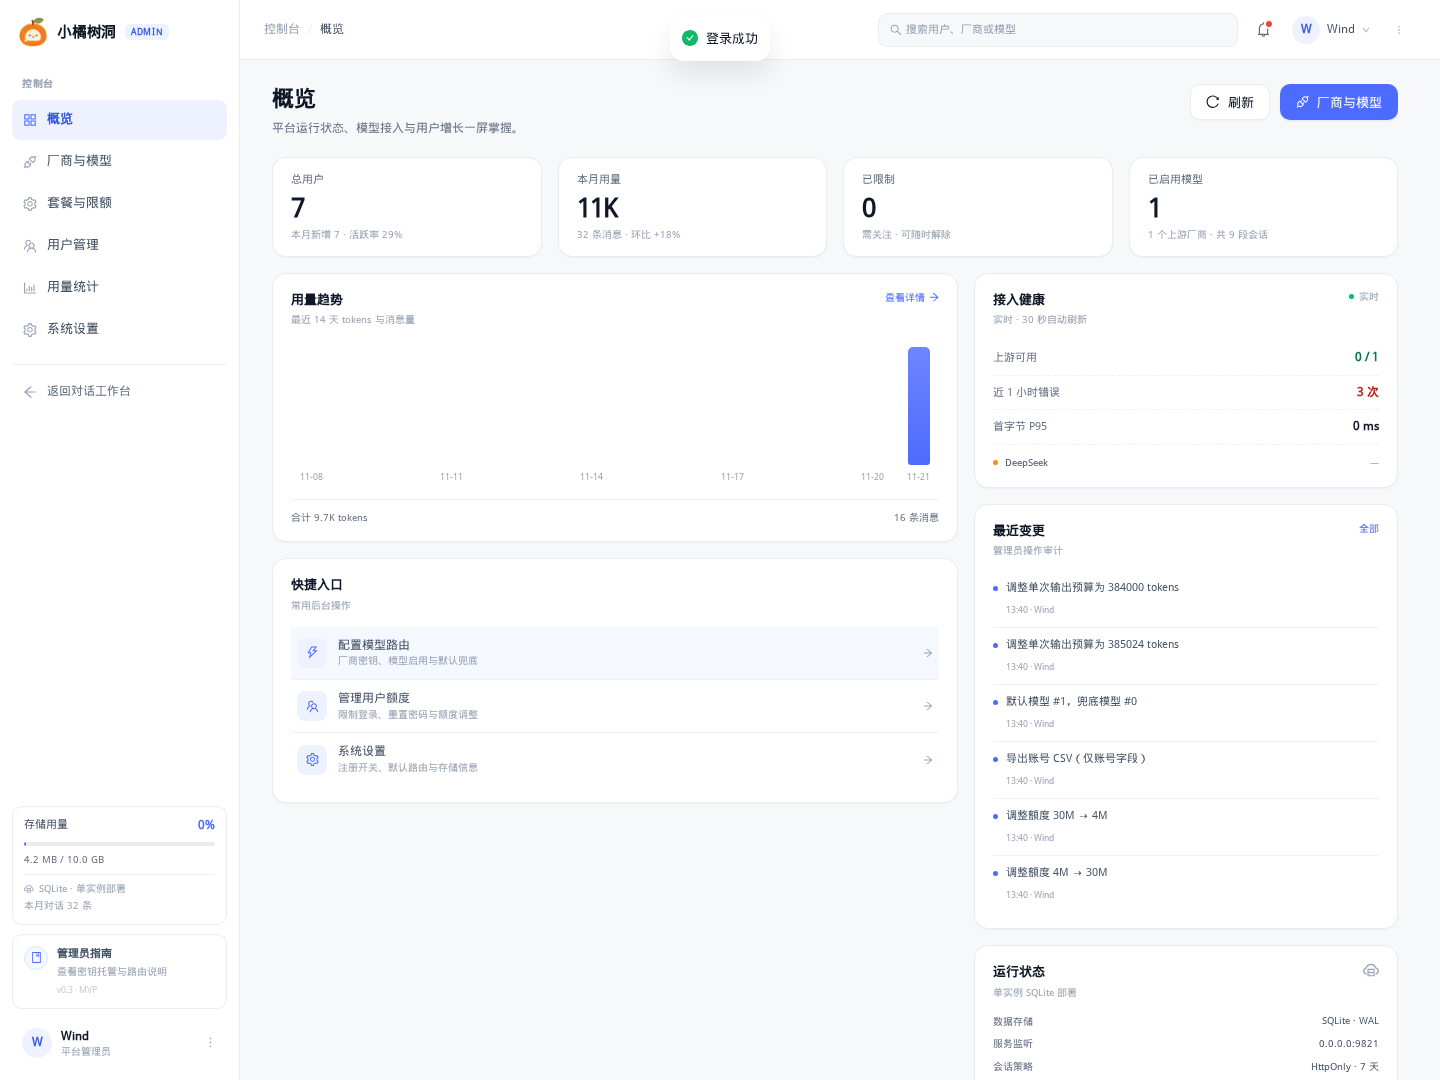 小橘树洞 ADMIN
控制台
概览
厂商与模型
套餐与限额
用户管理
用量统计
系统设置
返回对话工作台
存储用量 0%
4.2 MB / 10.0 GB
SQLite · 单实例部署
本月对话 32 条
管理员指南
查看密钥托管与路由说明
v0.3 · MVP
W Wind
平台管理员
控制台 / 概览
登录成功
搜索用户、厂商或模型
W Wind
概览
平台运行状态、模型接入与用户增长一屏掌握。
刷新
厂商与模型
总用户
7
本月新增 7 · 活跃率 29%
本月用量
11K
32 条消息 · 环比 +18%
已限制
0
需关注 · 可随时解除
已启用模型
1
1 个上游厂商 · 共 9 段会话
用量趋势
查看详情
最近 14 天 tokens 与消息量
11-08 11-11 11-14 11-17 11-20 11-21
合计 9.7K tokens 16 条消息
快捷入口
常用后台操作
配置模型路由
厂商密钥、模型启用与默认兜底
管理用户额度
限制登录、重置密码与额度调整
系统设置
注册开关、默认路由与存储信息
接入健康
实时
实时 · 30 秒自动刷新
上游可用 0 / 1
近 1 小时错误 3 次
首字节 P95 0 ms
DeepSeek —
最近变更 全部
管理员操作审计
调整单次输出预算为 384000 tokens
13:40 · Wind
调整单次输出预算为 385024 tokens
13:40 · Wind
默认模型 #1，兜底模型 #0
13:40 · Wind
导出账号 CSV（仅账号字段）
13:40 · Wind
调整额度 30M → 4M
13:40 · Wind
调整额度 4M → 30M
13:40 · Wind
运行状态
单实例 SQLite 部署
数据存储 SQLite · WAL
服务监听 0.0.0.0:9821
会话策略 HttpOnly · 7 天